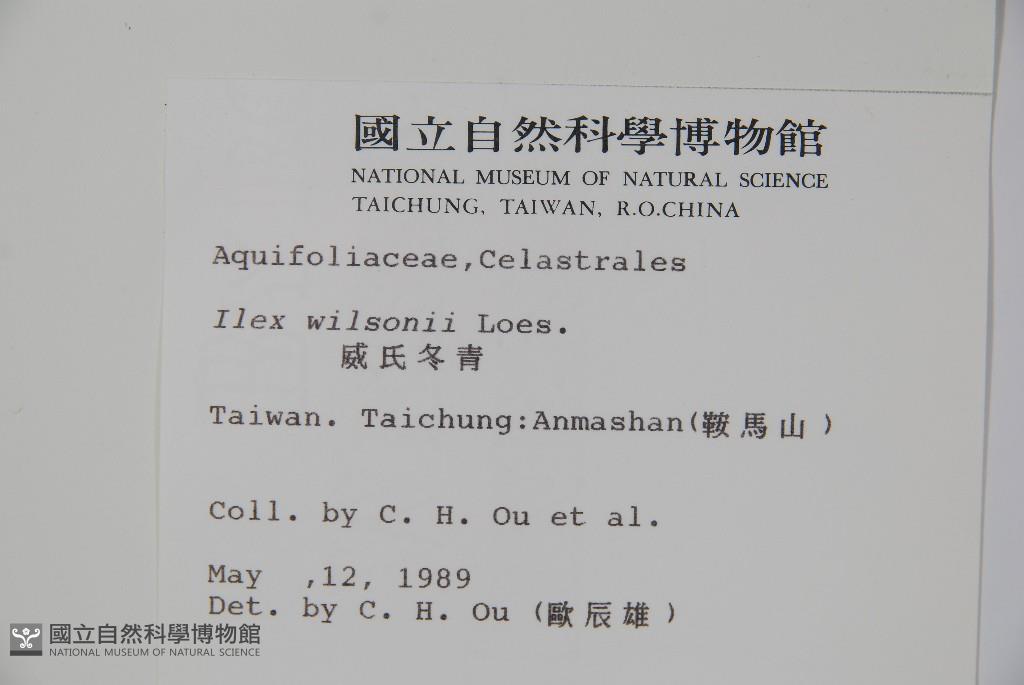 國立自然科學博物館
NATIONAL MUSEUM OF NATURAL SCIENCE
TAICHUNG, TAIWAN, R.O.CHINA
Aquifoliaceae,Celastrales
Ilex wilsonii Loes.
威氏冬青
Taiwan. Taichung:Anmashan(鞍馬山)
Coll. by C. H. Ou et al.
May ,12, 1989
Det. by C. H. Ou (歐辰雄)
國立自然科學博物館
NATIONAL MUSEUM OF NATURAL SCIENCE